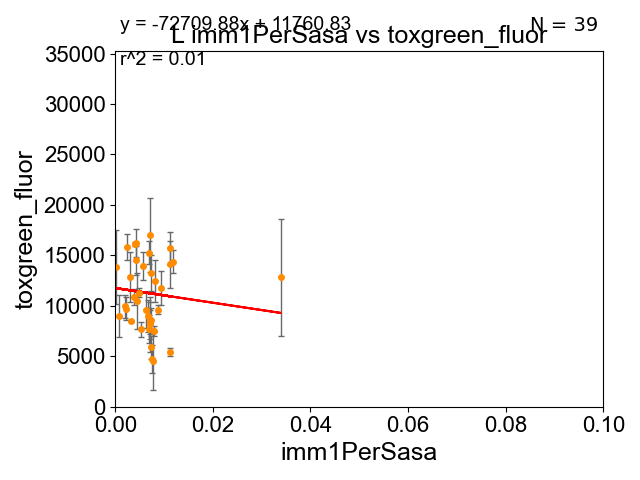 y = -72709.88x + 11760.83
N = 39
L imm1PerSasa vs toxgreen_fluor
r^2 = 0.01
35000
30000
25000
20000
15000
10000
5000
0
toxgreen_fluor
0.00 0.02 0.04 0.06 0.08 0.10
imm1PerSasa